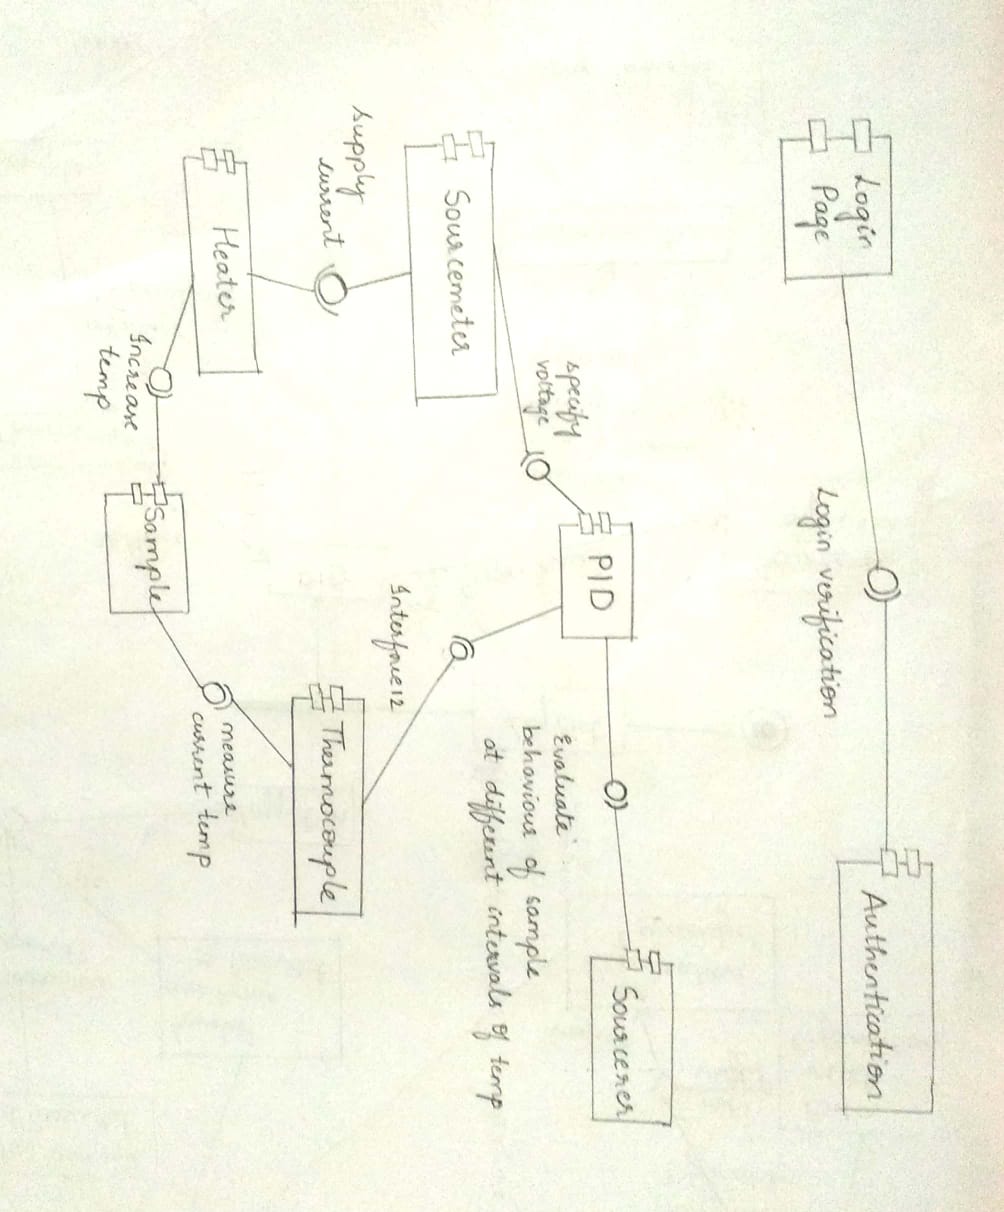 Login
Page
Login verification
Authentication
Sourcemeter
specify
voltage
PID
Evaluate
behaviour of sample
at different intervals of temp
Sourcerer
supply
current
Heater
Interface12
Thermocouple
Increase
temp
Sample
measure
current temp